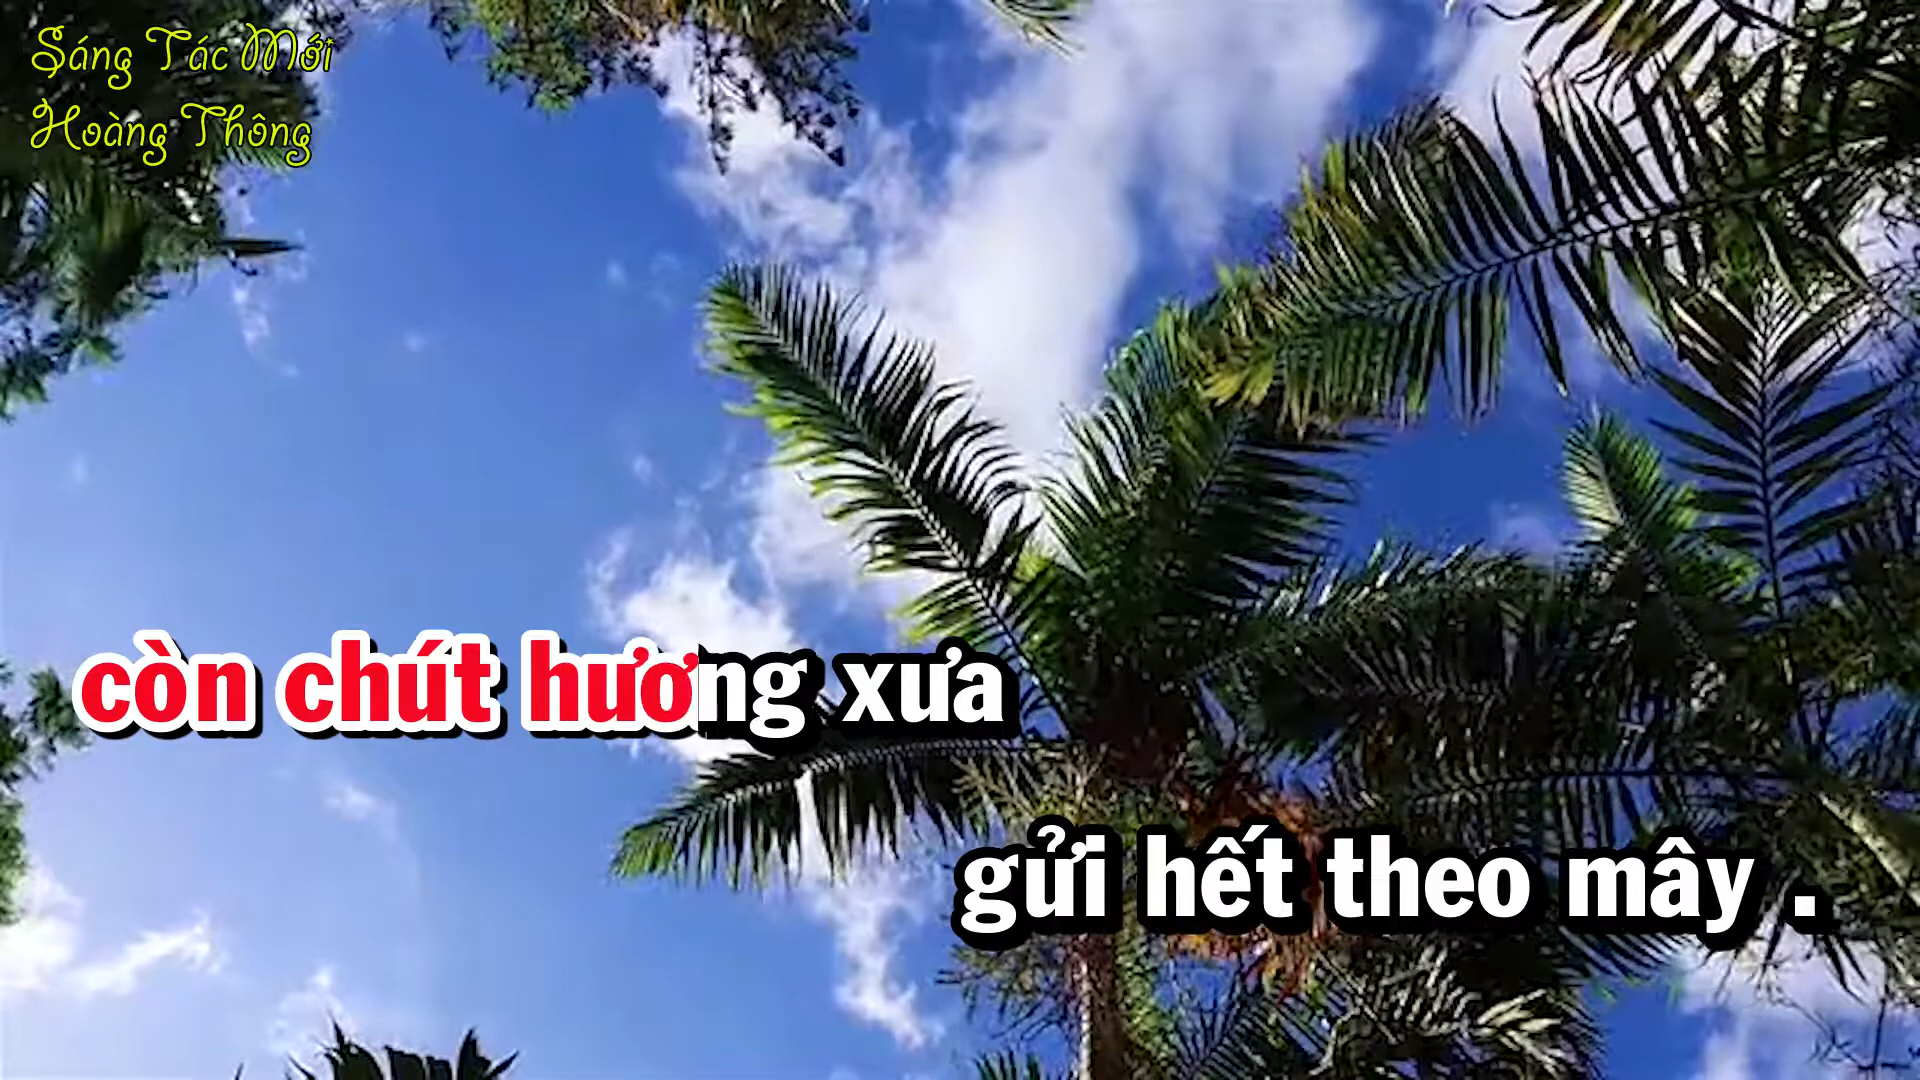 Sáng Tác Mới
Hoàng Thông
còn chút hương xưa
gửi hết theo mây .